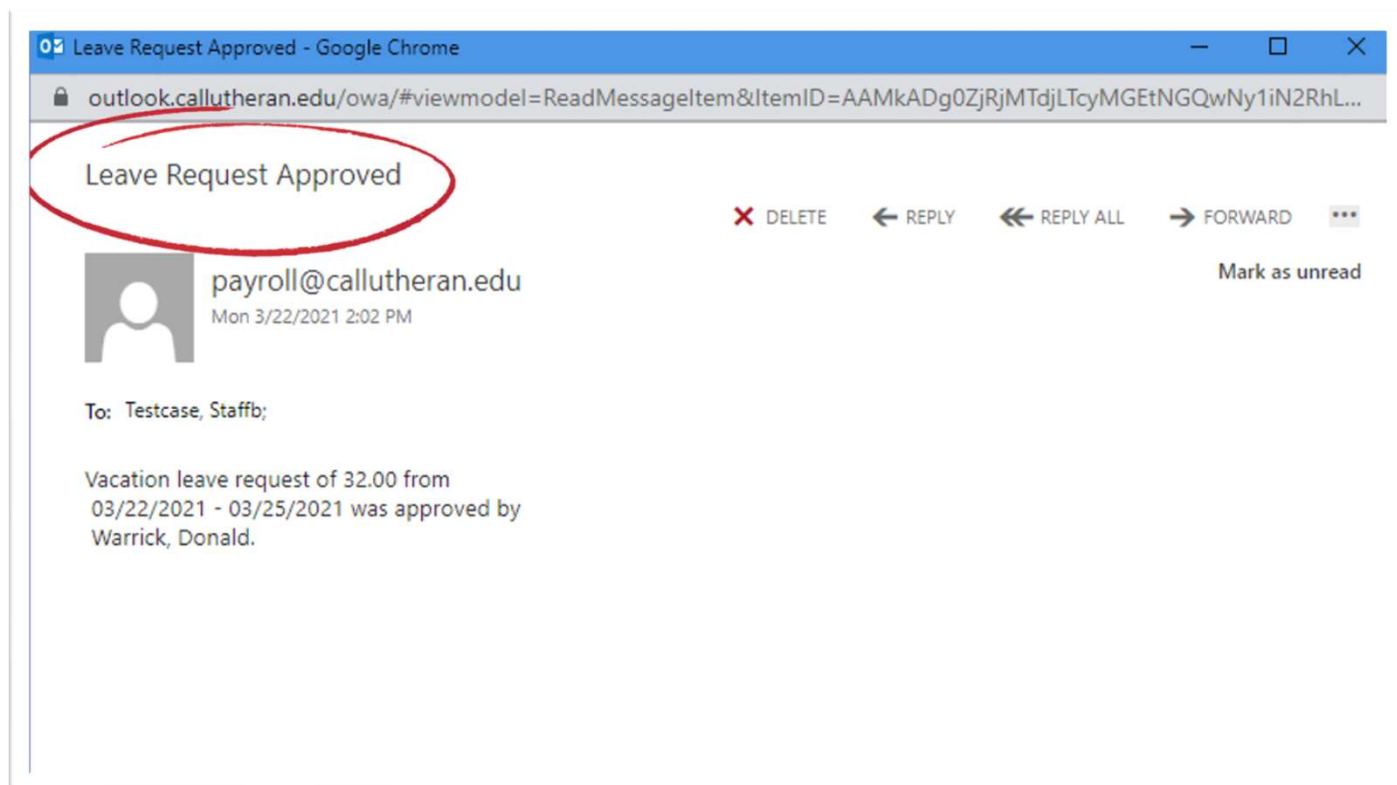 Leave Request Approved - Google Chrome
outlook.callutheran.edu/owa/#viewmodel=ReadMessageItem&ItemID=AAMkADg0ZjRjMTdjLTcyMGEtNGQwNy1iN2RhL...
Leave Request Approved
DELETE REPLY REPLY ALL FORWARD ...
payroll@callutheran.edu
Mark as unread
Mon 3/22/2021 2:02 PM
To: Testcase, Staffb;
Vacation leave request of 32.00 from
03/22/2021 - 03/25/2021 was approved by
Warrick, Donald.